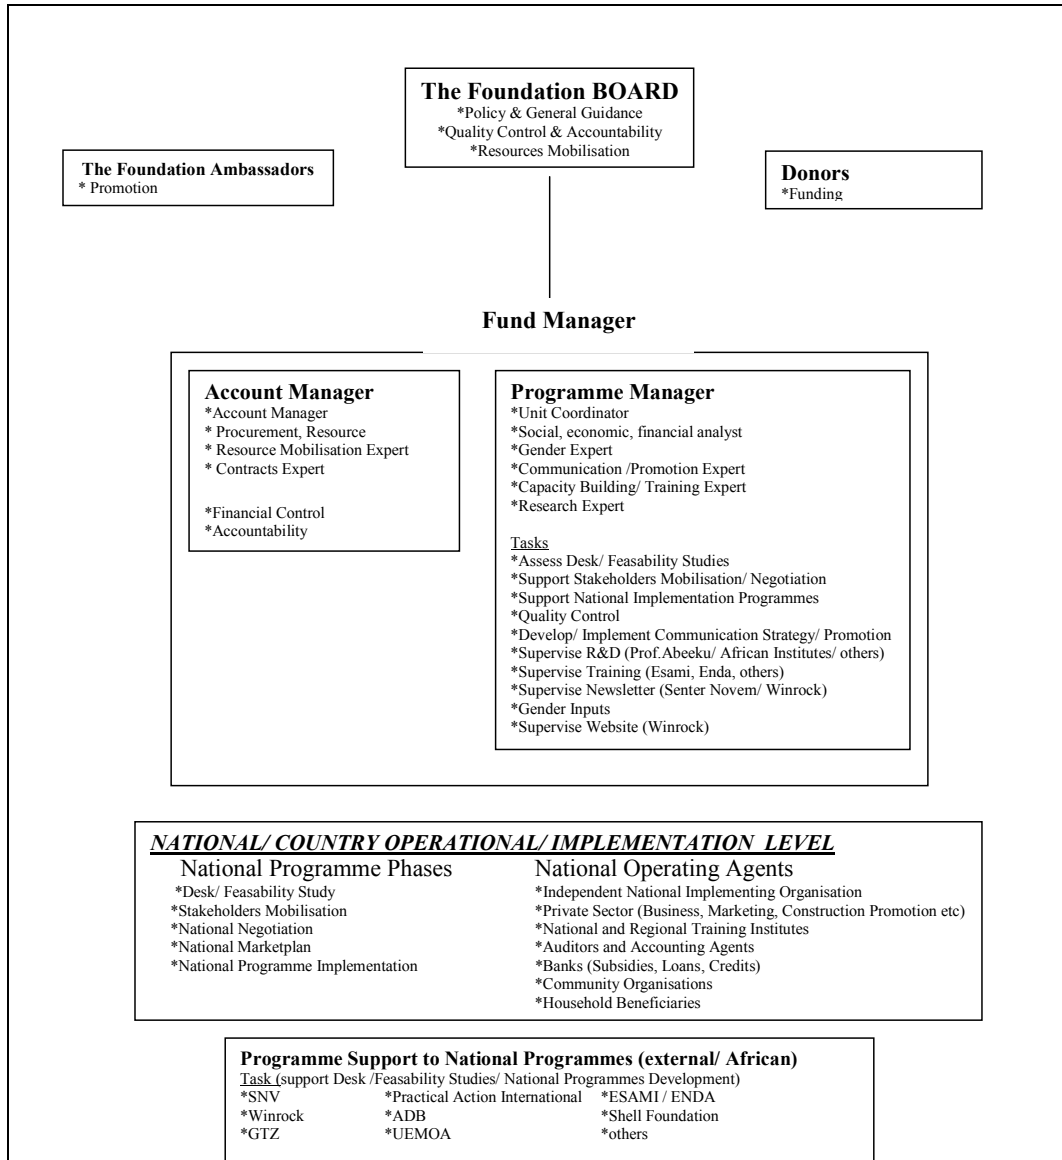 The Foundation BOARD
*Policy & General Guidance
*Quality Control & Accountability
*Resources Mobilisation
The Foundation Ambassadors
* Promotion
Donors
*Funding
Fund Manager
Account Manager
*Account Manager
* Procurement, Resource
* Resource Mobilisation Expert
* Contracts Expert
*Financial Control
*Accountability
Programme Manager
*Unit Coordinator
*Social, economic, financial analyst
*Gender Expert
*Communication /Promotion Expert
*Capacity Building/ Training Expert
*Research Expert
Tasks
*Assess Desk/ Feasability Studies
*Support Stakeholders Mobilisation/ Negotiation
*Support National Implementation Programmes
*Quality Control
*Develop/ Implement Communication Strategy/ Promotion
*Supervise R&D (Prof.Abeeku/ African Institutes/ others)
*Supervise Training (Esami, Enda, others)
*Supervise Newsletter (Senter Novem/ Winrock)
*Gender Inputs
*Supervise Website (Winrock)
NATIONAL/ COUNTRY OPERATIONAL/ IMPLEMENTATION LEVEL
National Programme Phases
*Desk/ Feasability Study
*Stakeholders Mobilisation
*National Negotiation
*National Marketplan
*National Programme Implementation
National Operating Agents
*Independent National Implementing Organisation
*Private Sector (Business, Marketing, Construction Promotion etc)
*National and Regional Training Institutes
*Auditors and Accounting Agents
*Banks (Subsidies, Loans, Credits)
*Community Organisations
*Household Beneficiaries
Programme Support to National Programmes (external/ African)
Task (support Desk /Feasability Studies/ National Programmes Development)
*SNV *Practical Action International *ESAMI / ENDA
*Winrock *ADB *Shell Foundation
*GTZ *UEMOA *others